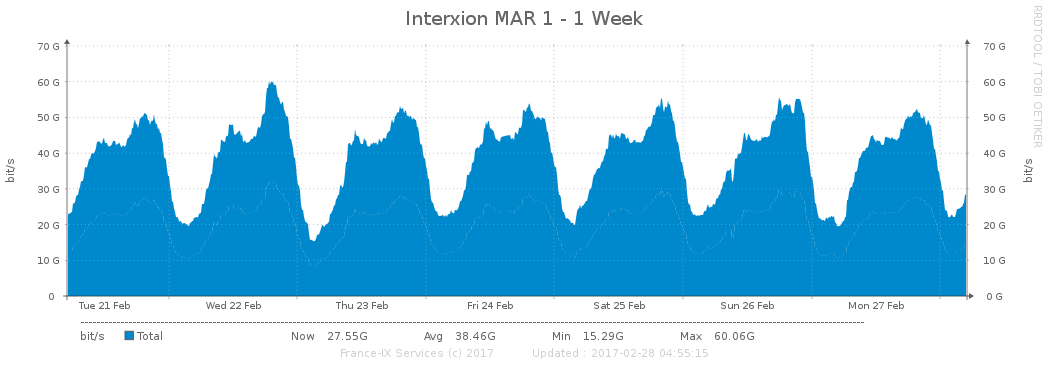 Interxion MAR 1 - 1 Week
RRDTOOL / TOBI OETIKER
bit/s
bit/s
70 G 70 G
60 G 60 G
50 G 50 G
40 G 40 G
30 G 30 G
20 G 20 G
10 G 10 G
0 0 G
Tue 21 Feb Wed 22 Feb Thu 23 Feb Fri 24 Feb Sat 25 Feb Sun 26 Feb Mon 27 Feb
bit/s Total Now 27.55G Avg 38.46G Min 15.29G Max 60.06G
France-IX Services (c) 2017 Updated : 2017-02-28 04:55:15